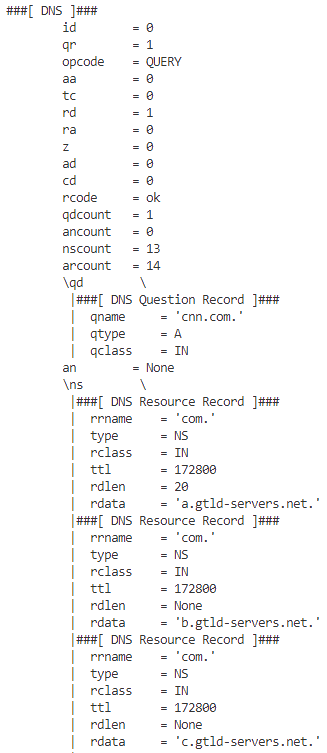 ###[ DNS ]###
id = 0
qr = 1
opcode = QUERY
aa = 0
tc = 0
rd = 1
ra = 0
z = 0
ad = 0
cd = 0
rcode = ok
qdcount = 1
ancount = 0
nscount = 13
arcount = 14
\qd \
|###[ DNS Question Record ]###
| qname = 'cnn.com.'
| qtype = A
| qclass = IN
an = None
\ns \
|###[ DNS Resource Record ]###
| rrname = 'com.'
| type = NS
| rclass = IN
| ttl = 172800
| rdlen = 20
| rdata = 'a.gtld-servers.net.'
|###[ DNS Resource Record ]###
| rrname = 'com.'
| type = NS
| rclass = IN
| ttl = 172800
| rdlen = None
| rdata = 'b.gtld-servers.net.'
|###[ DNS Resource Record ]###
| rrname = 'com.'
| type = NS
| rclass = IN
| ttl = 172800
| rdlen = None
| rdata = 'c.gtld-servers.net.'